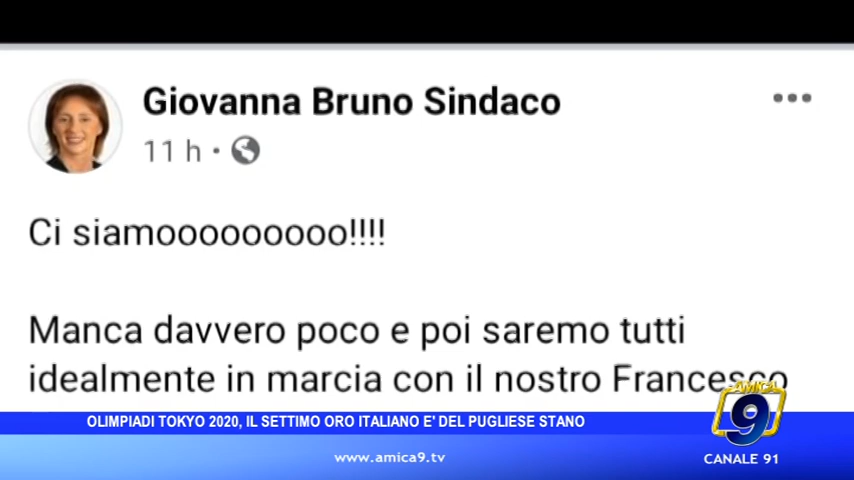 Giovanna Bruno Sindaco
11 h •
Ci siamooooooooo!!!!
Manca davvero poco e poi saremo tutti
idealmente in marcia con il nostro Francesco
OLIMPIADI TOKYO 2020, IL SETTIMO ORO ITALIANO E' DEL PUGLIESE STANO
AMICA
9
www.amica9.tv
CANALE 91